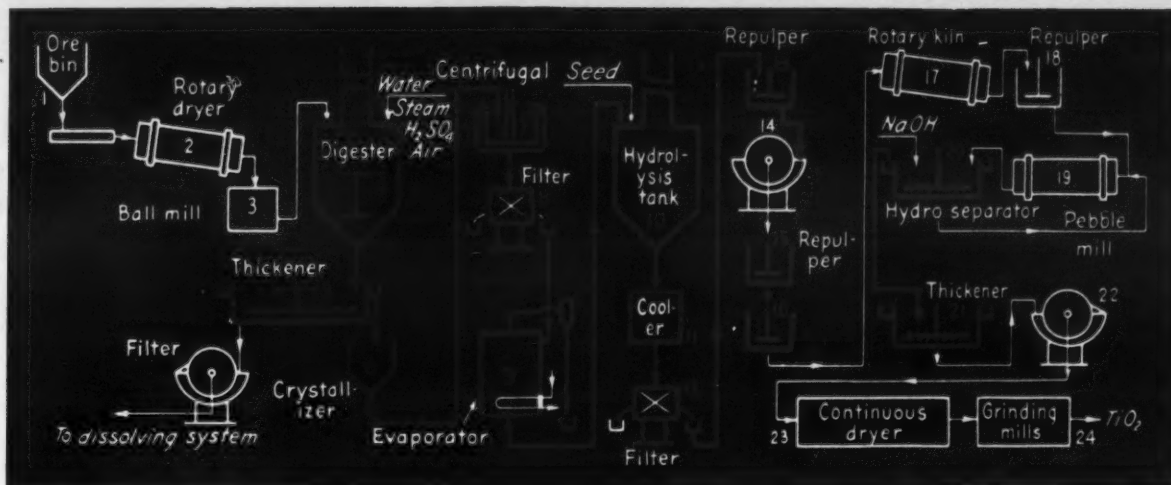 Ore
bin
1
Rotary
dryer
2
Ball mill
3
Digester
Water
Steam
H₂SO₄
Air
Thickener
Filter
To dissolving system
Crystall-
izer
Centrifugal
Filter
Evaporator
Seed
Hydrol-
ysis
tank
Cool-
er
Filter
Repulper
14
Repul-
per
Rotary kiln
17
Repulper
18
NaOH
19
Hydro separator
Pebble
mill
Thickener
21
22
23
Continuous
dryer
Grinding
mills
24
TiO₂